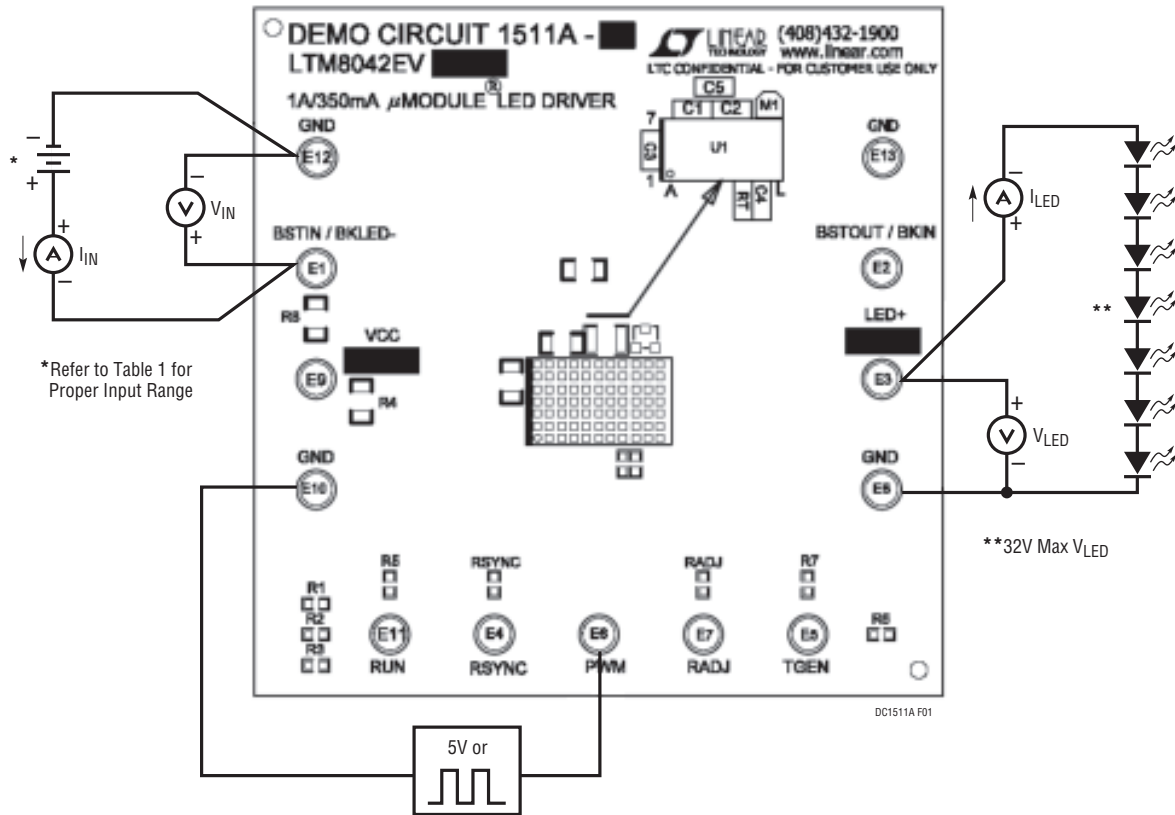 DEMO CIRCUIT 1511A -
LTM8042EV
LINEAR
TECHNOLOGY
(408)432-1900
www.linear.com
LTC CONFIDENTIAL - FOR CUSTOMER USE ONLY
1A/350mA µMODULE® LED DRIVER
C5
C1 C2 M1
7
C3
U1
1
A
RT
C4
L
GND
E12
GND
E13
-
*
+
+
A
IIN
-
-
V
VIN
+
BSTIN / BKLED-
E1
BSTOUT / BKIN
E2
-
A
ILED
+
**
R8
VCC
LED+
E9
R4
E3
*Refer to Table 1 for
Proper Input Range
+
V
VLED
-
GND
E10
GND
**32V Max VLED
R5
RSYNC
RADJ
R7
R1
R2
R3
E11
E4
E6
E7
RUN
RSYNC
PWM
RADJ
TGEN
DC1511A F01
5V or